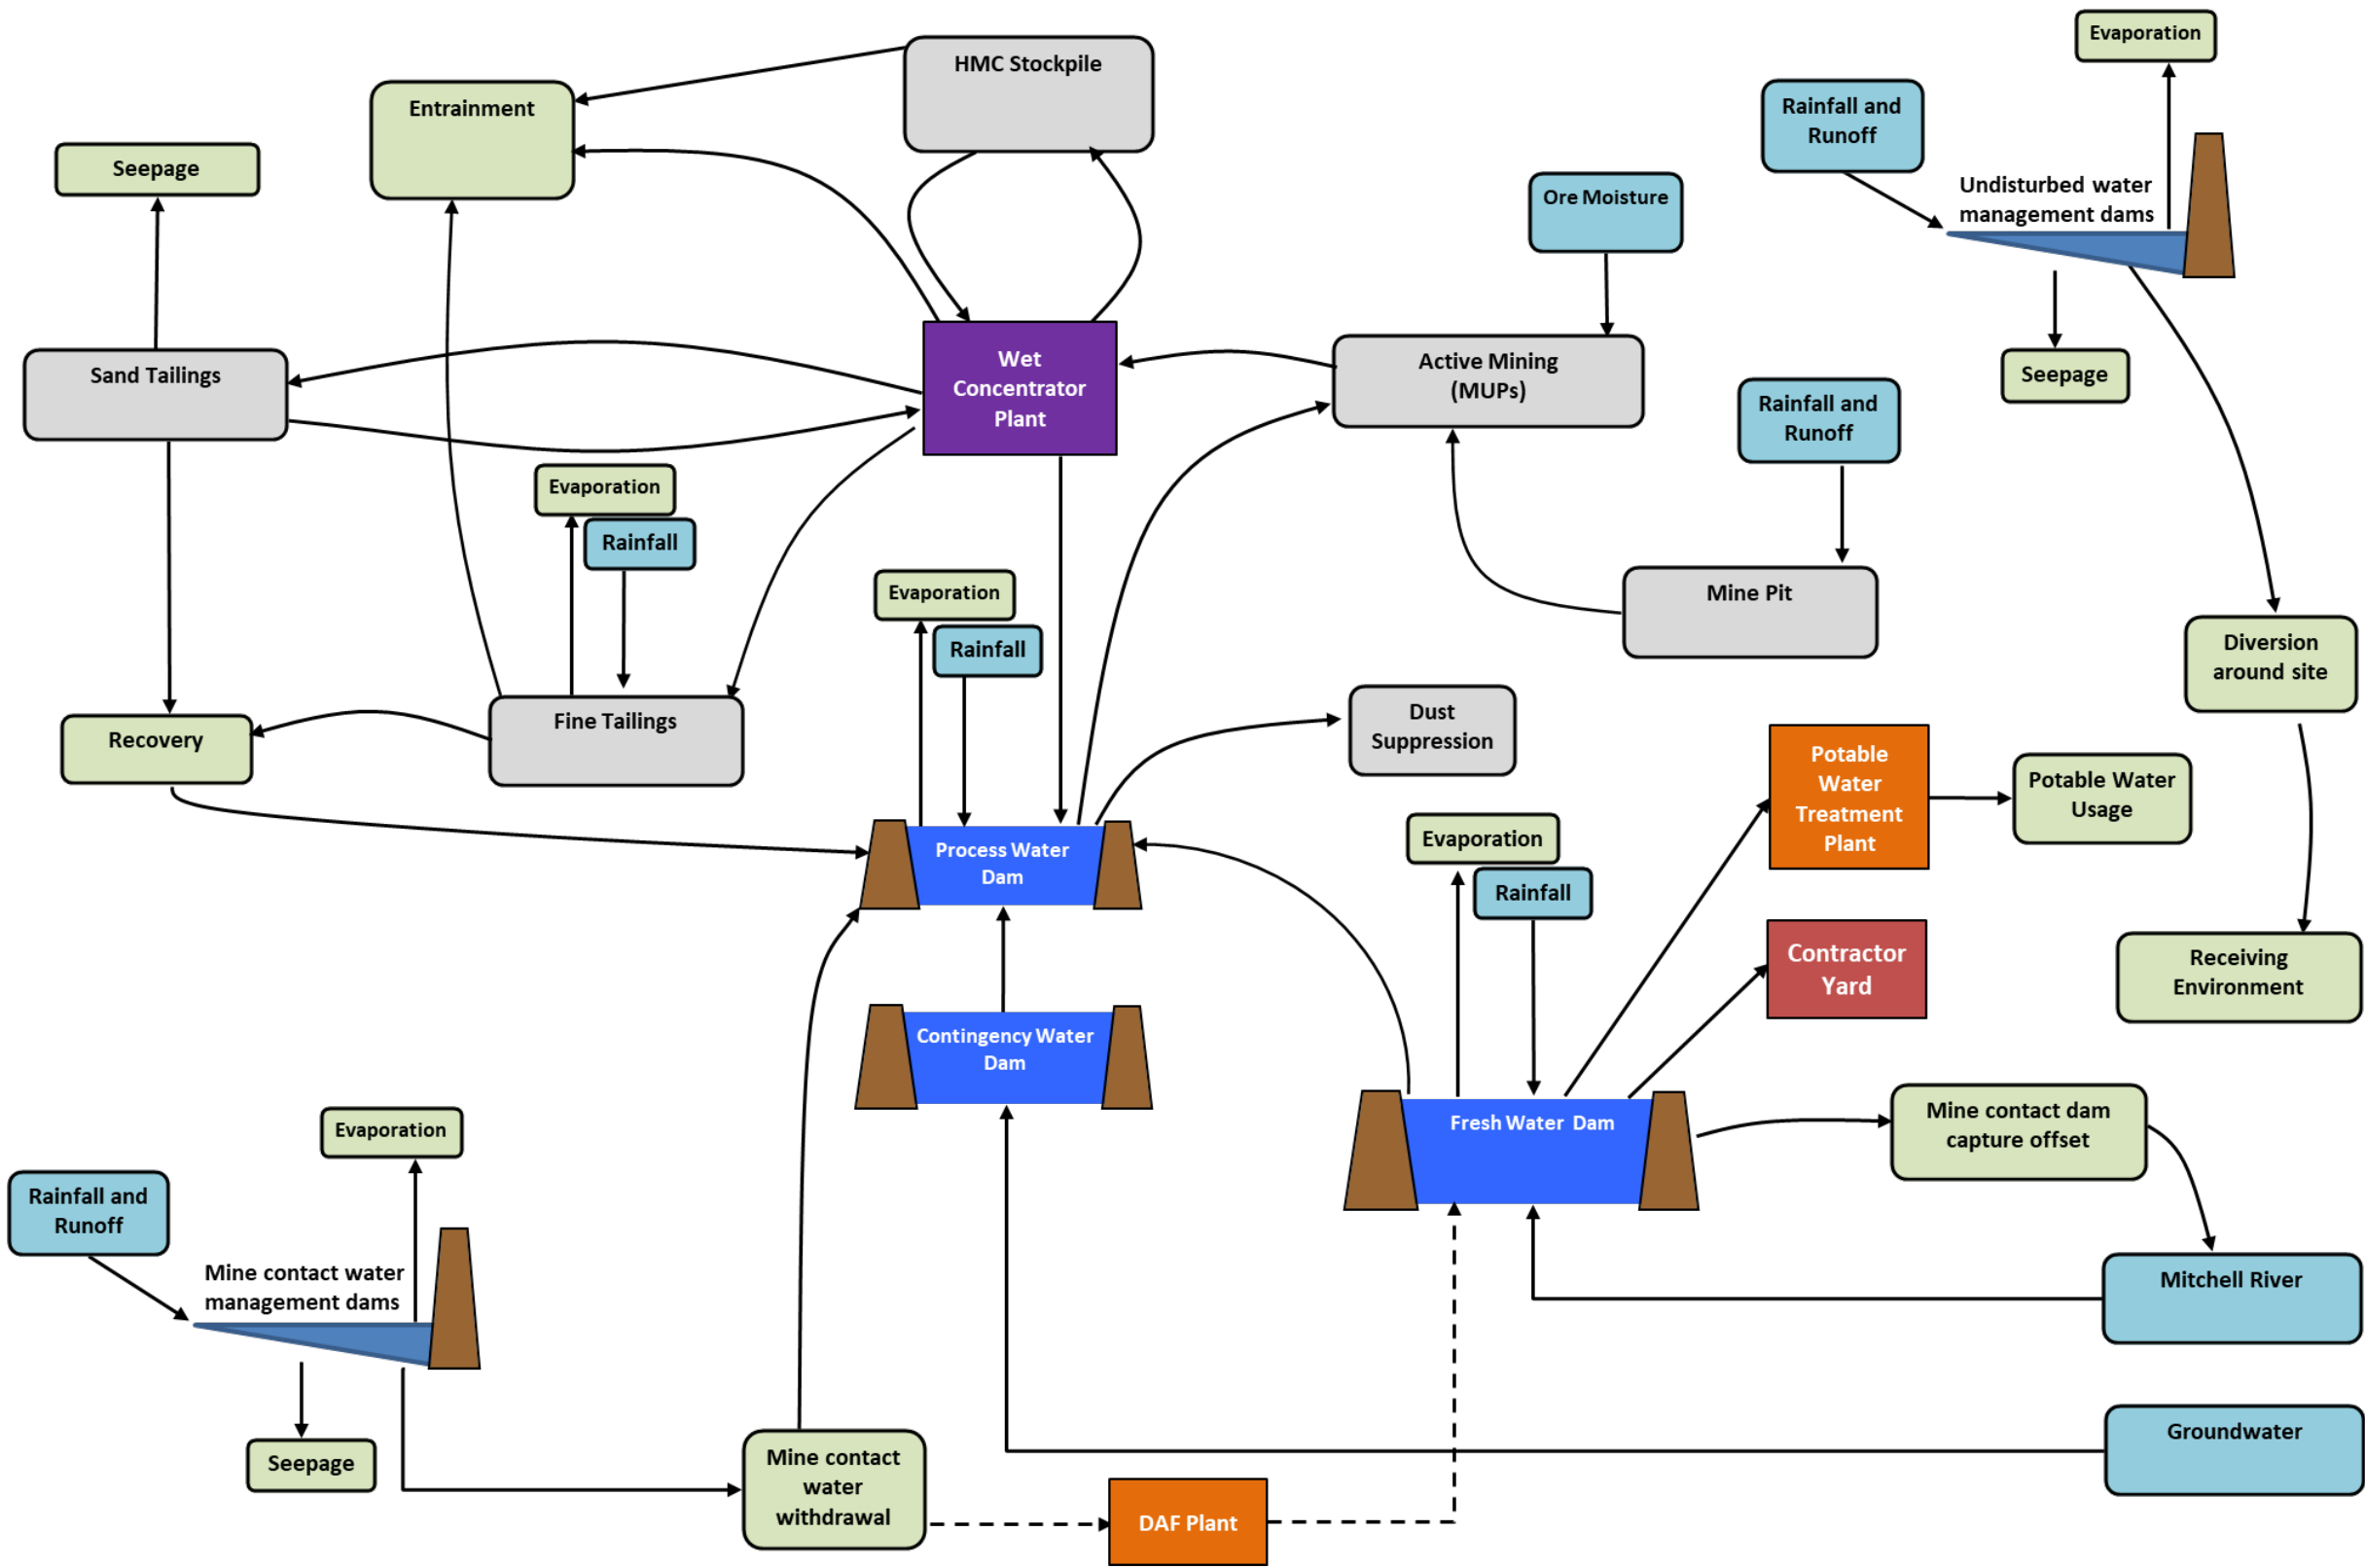 Evaporation
HMC Stockpile
Rainfall and
Runoff
Entrainment
Seepage
Undisturbed water
management dams
Ore Moisture
Wet
Concentrator
Plant
Active Mining
(MUPs)
Sand Tailings
Seepage
Rainfall and
Runoff
Evaporation
Rainfall
Evaporation
Rainfall
Mine Pit
Diversion
around site
Fine Tailings
Recovery
Dust
Suppression
Potable
Water
Treatment
Plant
Potable Water
Usage
Process Water
Dam
Evaporation
Rainfall
Contractor
Yard
Receiving
Environment
Contingency Water
Dam
Fresh Water Dam
Mine contact dam
capture offset
Evaporation
Rainfall and
Runoff
Mine contact water
management dams
Mitchell River
Groundwater
Seepage
Mine contact
water
withdrawal
DAF Plant